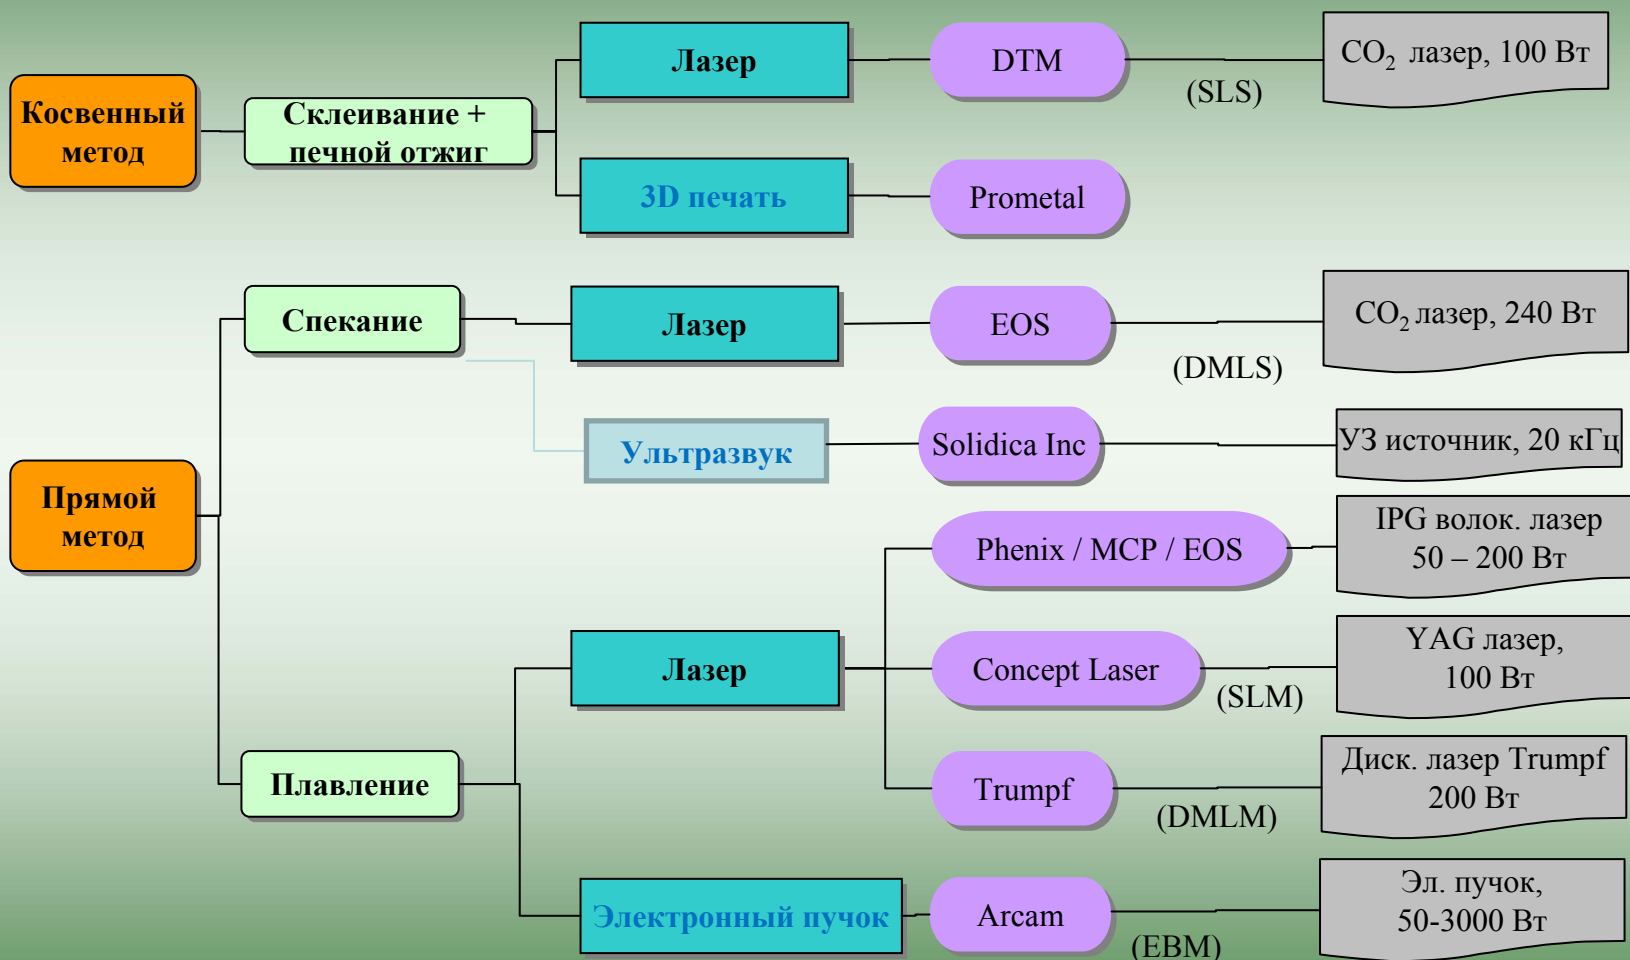 Косвенный
метод
Склеивание +
печной отжиг
Лазер
DTM
(SLS)
CO₂ лазер, 100 Вт
3D печать
Prometal
Прямой
метод
Спекание
Лазер
EOS
(DMLS)
CO₂ лазер, 240 Вт
Ультразвук
Solidica Inc
УЗ источник, 20 кГц
Плавление
Лазер
Phenix / MCP / EOS
IPG волок. лазер
50 – 200 Вт
Concept Laser
(SLM)
YAG лазер,
100 Вт
Trumpf
(DMLM)
Диск. лазер Trumpf
200 Вт
Электронный пучок
Arcam
(EBM)
Эл. пучок,
50-3000 Вт